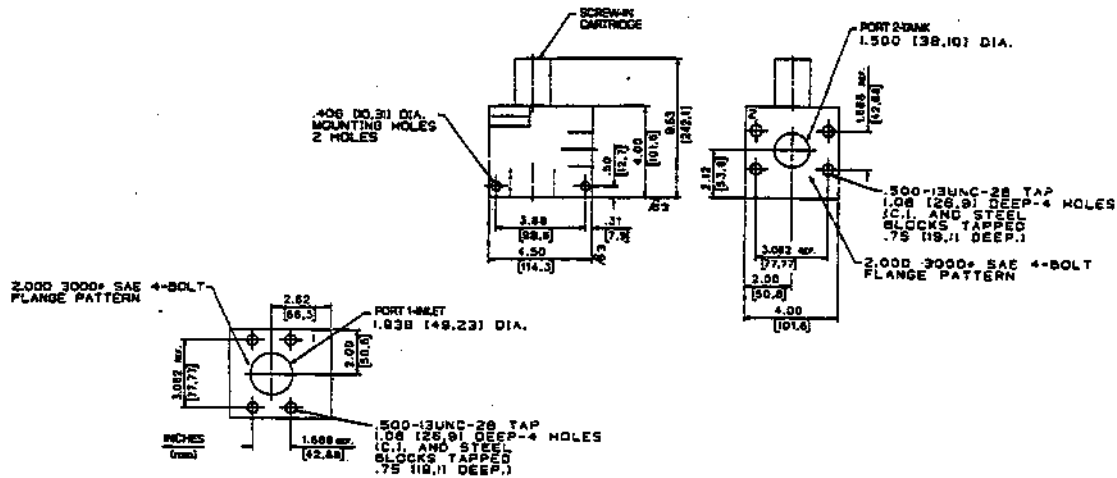 SCREW-IN
CARTRIDGE
PORT 2-TANK
1.500 [38,10] DIA.
.406 [10,31] DIA.
MOUNTING HOLES
2 HOLES
.50
[12,7]
4.00
[101,6]
9.53
[242,1]
1.688 REF.
[42,88]
2.12
[53,8]
.500-13UNC-2B TAP
1.06 [26,9] DEEP-4 HOLES
(C.I. AND STEEL
BLOCKS TAPPED
.75 [19,1] DEEP.)
3.88
[98,6]
.31
[7,9]
4.50
[114,3]
3.062 REF.
[77,77]
2.00
[50,8]
4.00
[101,6]
2.000 3000# SAE 4-BOLT
FLANGE PATTERN
2.000 3000# SAE 4-BOLT
FLANGE PATTERN
2.62
[66,5]
PORT 1-INLET
1.938 [49,23] DIA.
1
2.00
[50,8]
3.062 REF.
[77,77]
.500-13UNC-2B TAP
1.06 [26,9] DEEP-4 HOLES
(C.I. AND STEEL
BLOCKS TAPPED
.75 [19,1] DEEP.)
INCHES
(mm)
1.688 REF.
[42,88]